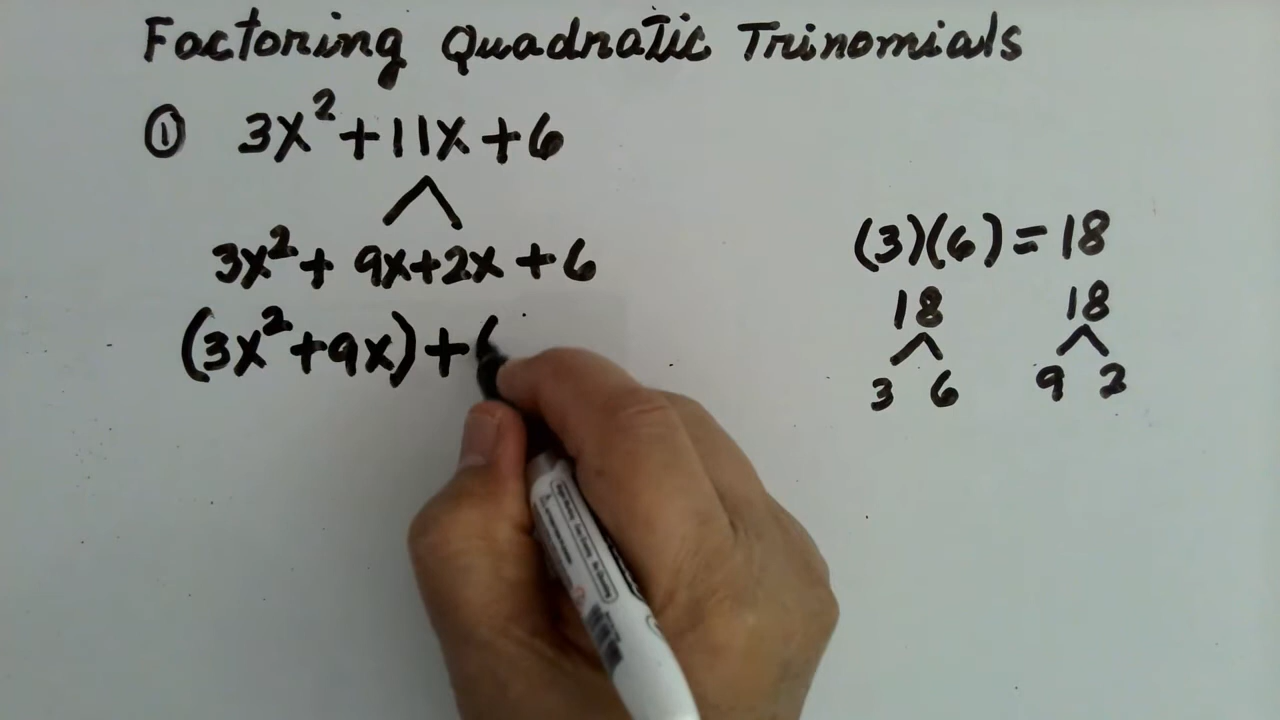 Factoring Quadratic Trinomials
① 3x² + 11x + 6
3x² + 9x + 2x + 6
(3x² + 9x) + (
(3)(6) = 18
18 18
3 6 9 2